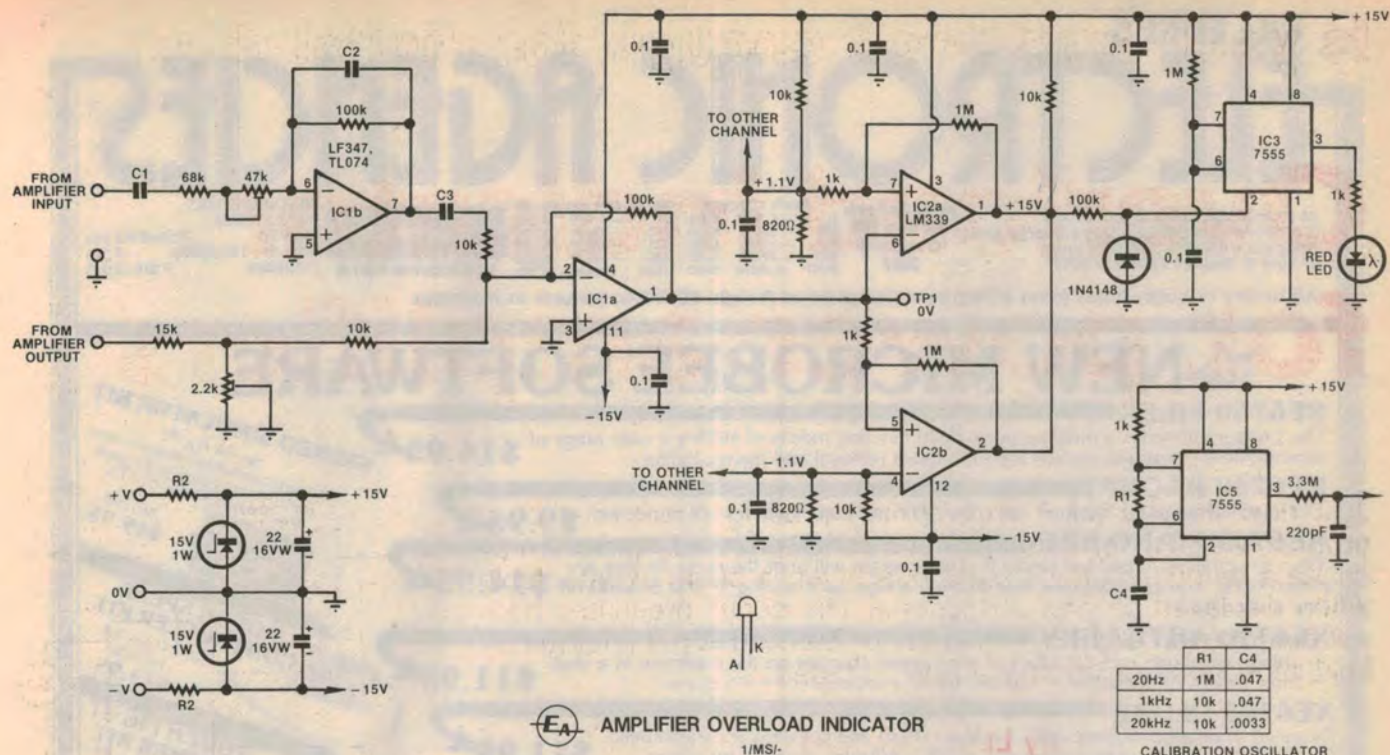 C2
100k
LF347,
TL074
FROM
AMPLIFIER
INPUT
C1
68k
47k
6
5
IC1b
7
C3
10k
FROM
AMPLIFIER
OUTPUT
15k
10k
2.2k
100k
2
3
4
IC1a
1
11
0.1
-15V
0.1
+15V
10k
TO OTHER
CHANNEL
+1.1V
0.1
820Ω
1k
0.1
1M
7
6
3
IC2a
LM339
1
+15V
TP1
0V
1k
1M
5
4
IC2b
2
12
TO OTHER
CHANNEL
-1.1V
0.1
820Ω
10k
-15V
0.1
10k
100k
1N4148
0.1
1M
0.1
7
6
4
8
IC3
7555
3
2
1
1k
RED
LED
λ
+15V
1k
R1
C4
7
6
4
8
IC5
7555
3
2
1
3.3M
220pF
+V
R2
+15V
15V
1W
22
16VW
0V
15V
1W
22
16VW
-V
R2
-15V
A
K
R1 C4
20Hz 1M .047
1kHz 10k .047
20kHz 10k .0033
CALIBRATION OSCILLATOR
EA AMPLIFIER OVERLOAD INDICATOR
1/MS/-